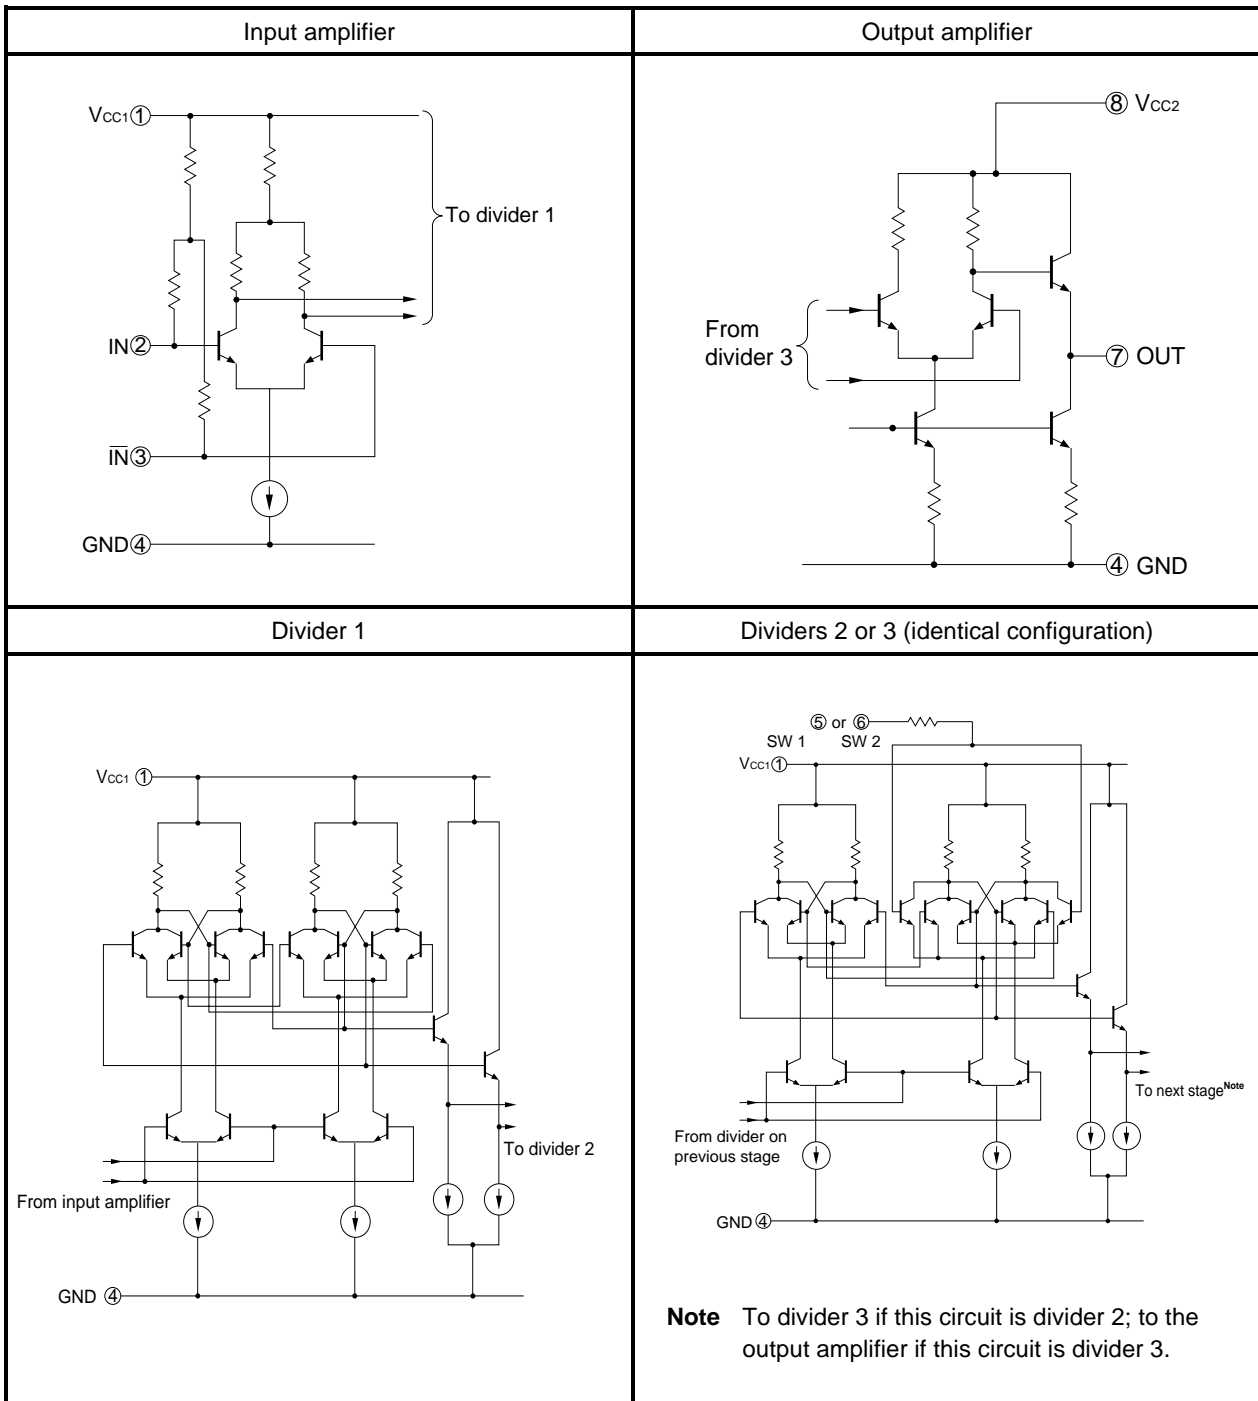 Input amplifier
Output amplifier
VCC1①
To divider 1
IN②
I̅N̅③
GND④
⑧ VCC2
From
divider 3
⑦ OUT
④ GND
Divider 1
Dividers 2 or 3 (identical configuration)
VCC1 ①
To divider 2
From input amplifier
GND ④
⑤ or ⑥
SW 1 SW 2
VCC1①
To next stageNote
From divider on
previous stage
GND ④
Note To divider 3 if this circuit is divider 2; to the
output amplifier if this circuit is divider 3.